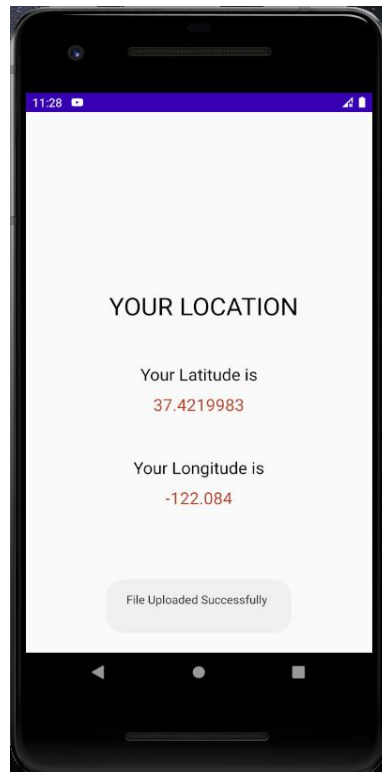 11:28
YOUR LOCATION
Your Latitude is
37.4219983
Your Longitude is
-122.084
File Uploaded Successfully